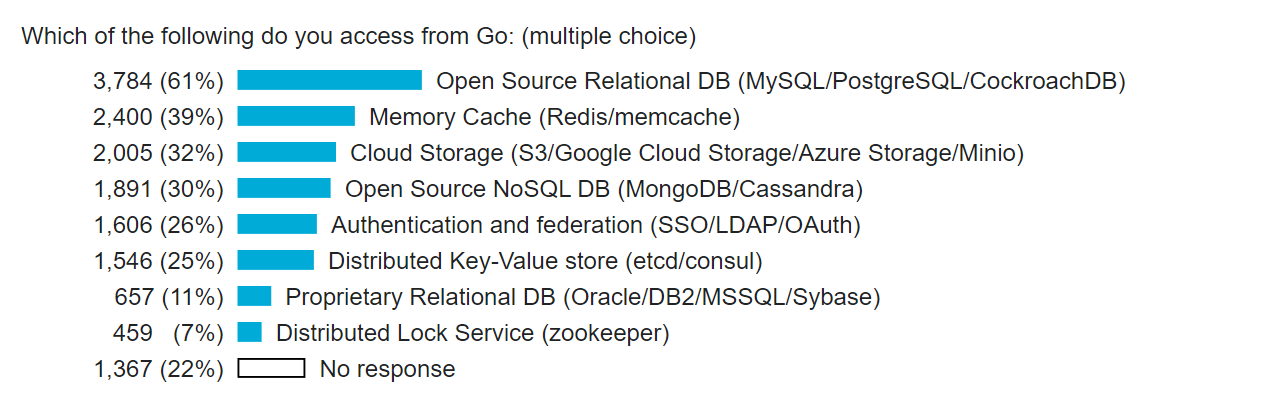 Which of the following do you access from Go: (multiple choice)
3,784 (61%) Open Source Relational DB (MySQL/PostgreSQL/CockroachDB)
2,400 (39%) Memory Cache (Redis/memcache)
2,005 (32%) Cloud Storage (S3/Google Cloud Storage/Azure Storage/Minio)
1,891 (30%) Open Source NoSQL DB (MongoDB/Cassandra)
1,606 (26%) Authentication and federation (SSO/LDAP/OAuth)
1,546 (25%) Distributed Key-Value store (etcd/consul)
657 (11%) Proprietary Relational DB (Oracle/DB2/MSSQL/Sybase)
459 (7%) Distributed Lock Service (zookeeper)
1,367 (22%) No response